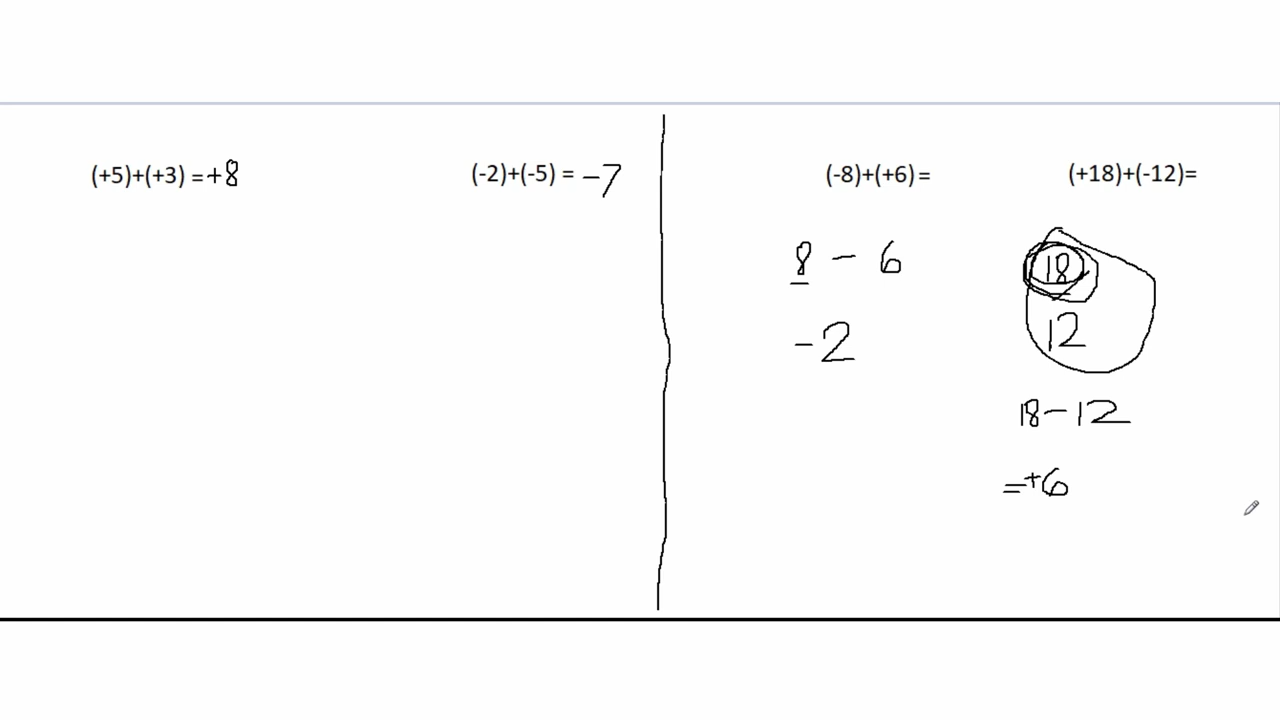 (+5)+(+3) = +8
(-2)+(-5) = -7
(-8)+(+6) =
8 - 6
-2
(+18)+(-12)=
18
12
18-12
=+6